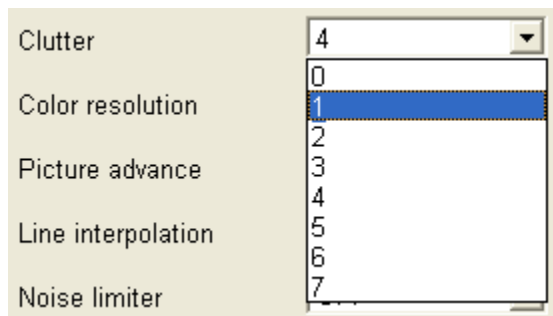 Clutter 4
0
Color resolution 1
2
Picture advance 3
4
Line interpolation 5
6
Noise limiter 7